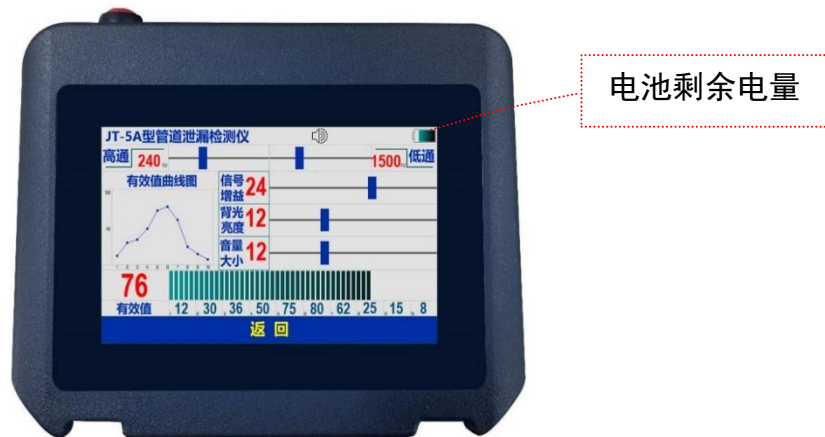 电池剩余电量
JT-5A型管道泄漏检测仪
高通 240 Hz 1500 Hz 低通
有效值曲线图
信号增益 24
背光亮度 12
音量大小 12
76
有效值 12 30 36 50 75 80 62 25 15 8
返回